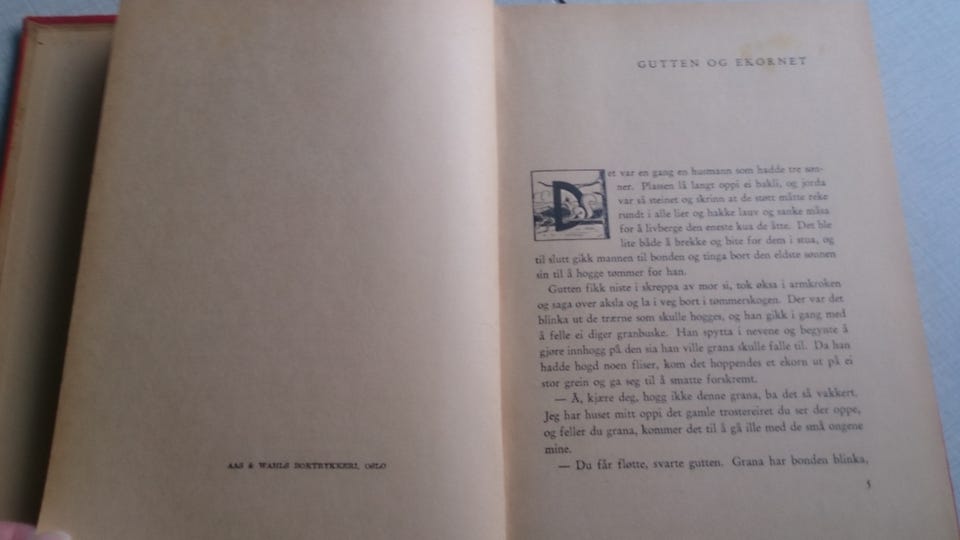 AAS & WAHLS BOKTRYKKERI, OSLO
GUTTEN OG EKORNET
Det var en gang en husmann som hadde tre søn-
ner. Plassen lå langt oppi ei bakli, og jorda
var så steinet og skrinn at de støtt måtte reke
rundt i alle lier og hakke lauv og sanke måsa
for å livberge den eneste kua de åtte. Det ble
lite både å brekke og bite for dem i stua, og
til slutt gikk mannen til bonden og tinga bort den eldste sønnen
sin til å hogge tømmer for han.
Gutten fikk niste i skreppa av mor si, tok øksa i armkroken
og saga over aksla og la i veg bort i tømmerskogen. Der var det
blinka ut de trærne som skulle hogges, og han gikk i gang med
å felle ei diger granbuske. Han spytta i nevene og begynte å
gjøre innhogg på den sia han ville grana skulle falle til. Da han
hadde hogd noen fliser, kom det hoppendes et ekorn ut på ei
stor grein og ga seg til å smatte forskremt.
— Å, kjære deg, hogg ikke denne grana, ba det så vakkert.
Jeg har huset mitt oppi det gamle trostereiret du ser der oppe,
og feller du grana, kommer det til å gå ille med de små ongene
mine.
— Du får fløtte, svarte gutten. Grana har bonden blinka,
5